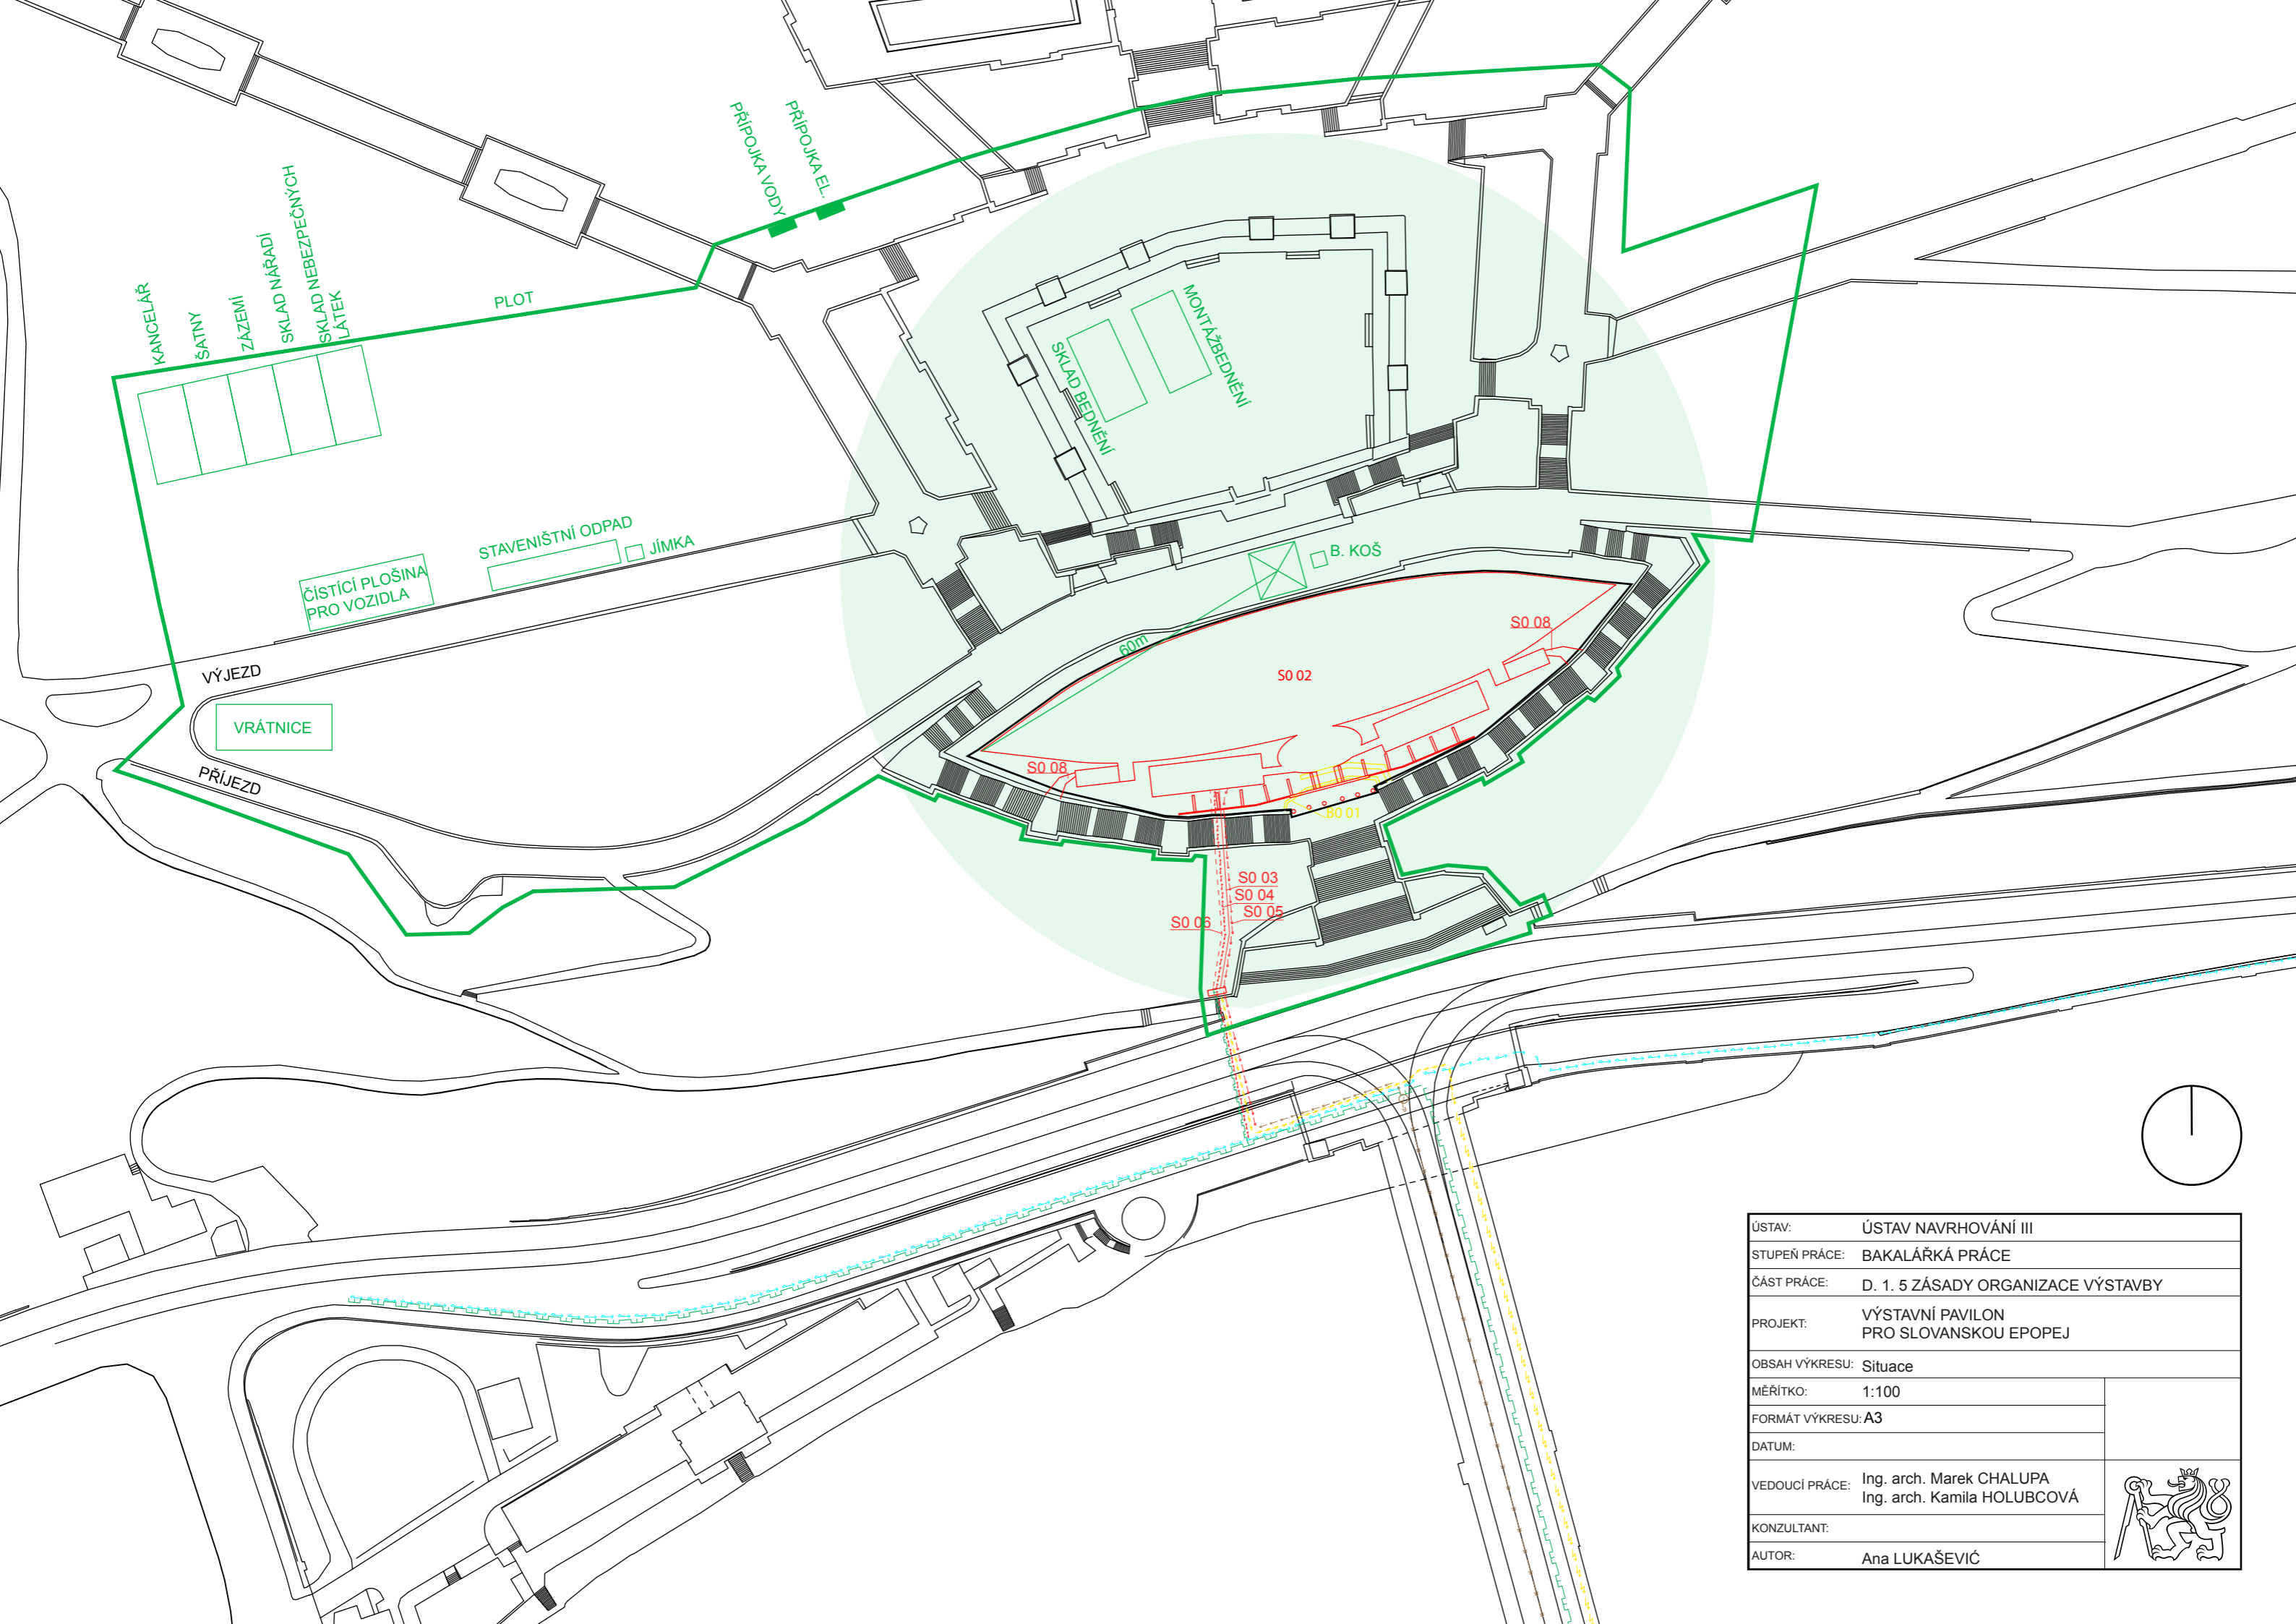 PŘÍPOJKA VODY
PŘÍPOJKA EL.
KANCELÁŘ
ŠATNY
ZÁZEMÍ
SKLAD NÁŘADÍ
SKLAD NEBEZPEČNÝCH
LÁTEK
PLOT
SKLAD BEDNĚNÍ
MONTÁŽBEDNĚNÍ
STAVENIŠTNÍ ODPAD
JÍMKA
B. KOŠ
ČÍSTÍCÍ PLOŠINA
PRO VOZIDLA
60m
S0 08
S0 02
VÝJEZD
VRÁTNICE
PŘÍJEZD
S0 08
B0 01
S0 03
S0 04
S0 05
S0 06
ÚSTAV: ÚSTAV NAVRHOVÁNÍ III
STUPEŇ PRÁCE: BAKALÁŘKÁ PRÁCE
ČÁST PRÁCE: D. 1. 5 ZÁSADY ORGANIZACE VÝSTAVBY
PROJEKT: VÝSTAVNÍ PAVILON
PRO SLOVANSKOU EPOPEJ
OBSAH VÝKRESU: Situace
MĚŘÍTKO: 1:100
FORMÁT VÝKRESU: A3
DATUM:
VEDOUCÍ PRÁCE: Ing. arch. Marek CHALUPA
Ing. arch. Kamila HOLUBCOVÁ
KONZULTANT:
AUTOR: Ana LUKAŠEVIĆ